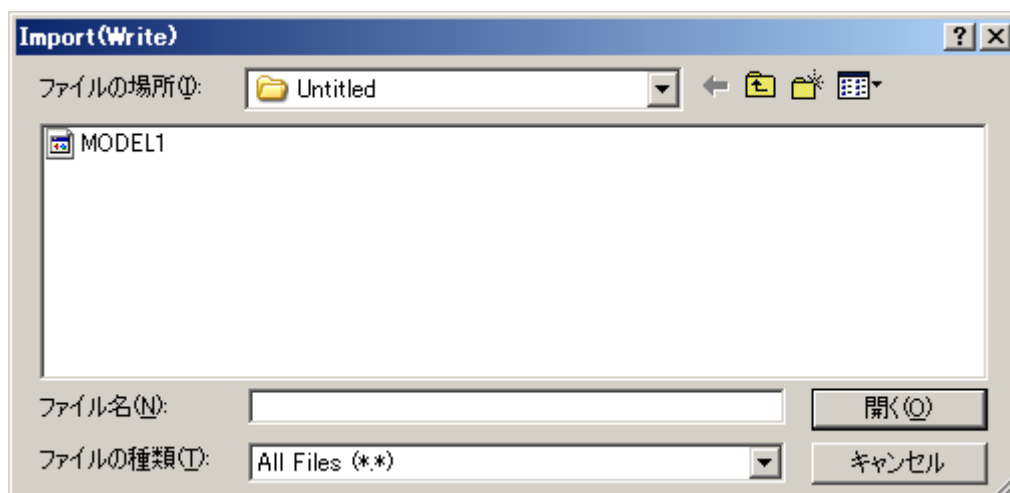 Import(Write)
ファイルの場所(I):
Untitled
MODEL1
ファイル名(N):
開く(O)
ファイルの種類(T):
All Files (*.*)
キャンセル